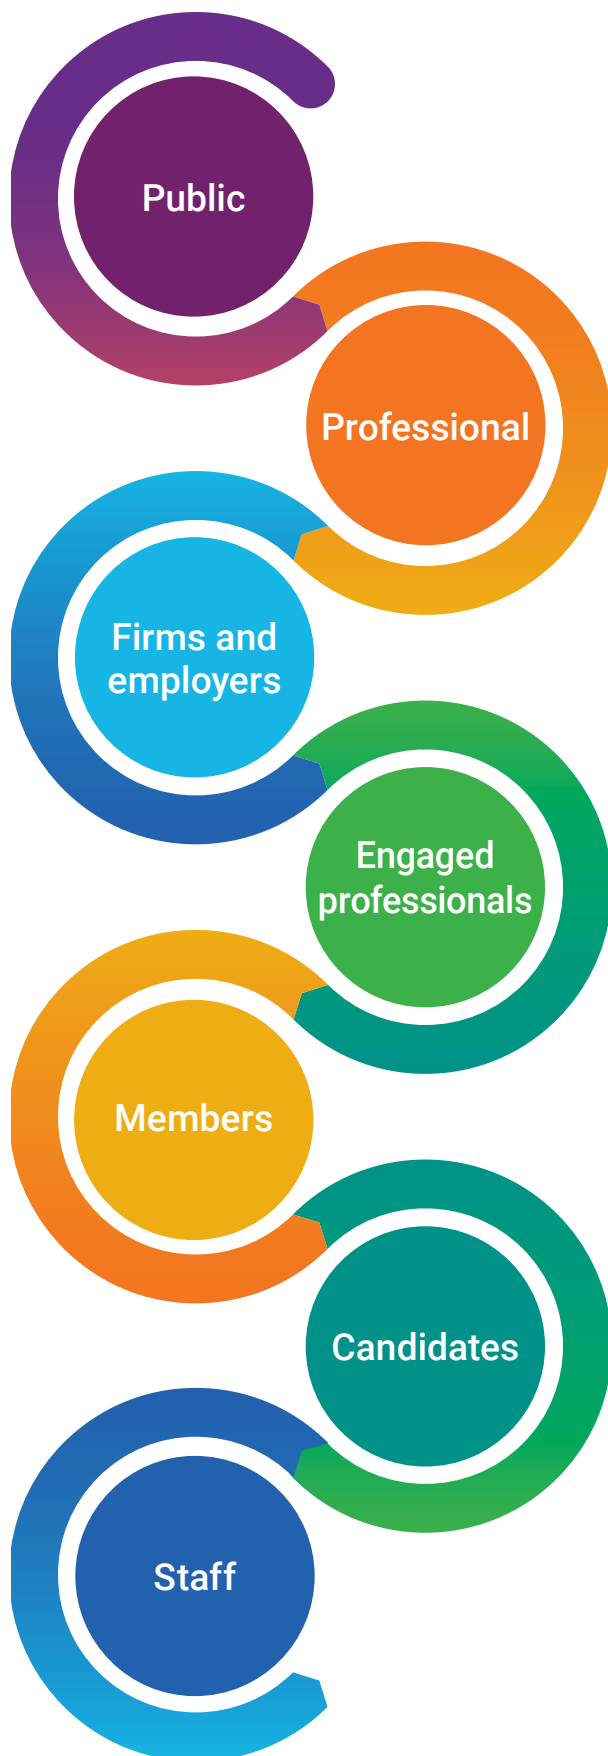 Public
Professional
Firms and
employers
Engaged
professionals
Members
Candidates
Staff